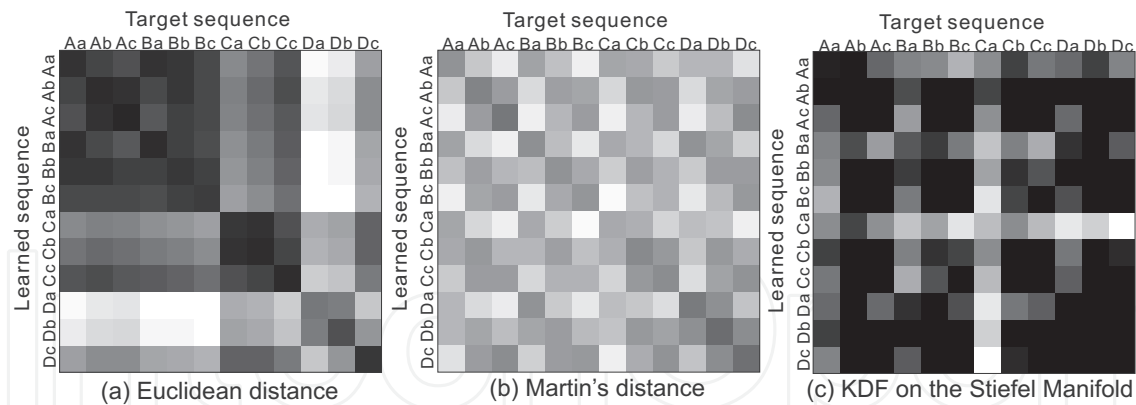 Target sequence
Aa Ab Ac Ba Bb Bc Ca Cb Cc Da Db Dc
Learned sequence
Aa
Ab
Ac
Ba
Bb
Bc
Ca
Cb
Cc
Da
Db
Dc
(a) Euclidean distance
Target sequence
Aa Ab Ac Ba Bb Bc Ca Cb Cc Da Db Dc
Learned sequence
Aa
Ab
Ac
Ba
Bb
Bc
Ca
Cb
Cc
Da
Db
Dc
(b) Martin's distance
Target sequence
Aa Ab Ac Ba Bb Bc Ca Cb Cc Da Db Dc
Learned sequence
Aa
Ab
Ac
Ba
Bb
Bc
Ca
Cb
Cc
Da
Db
Dc
(c) KDF on the Stiefel Manifold